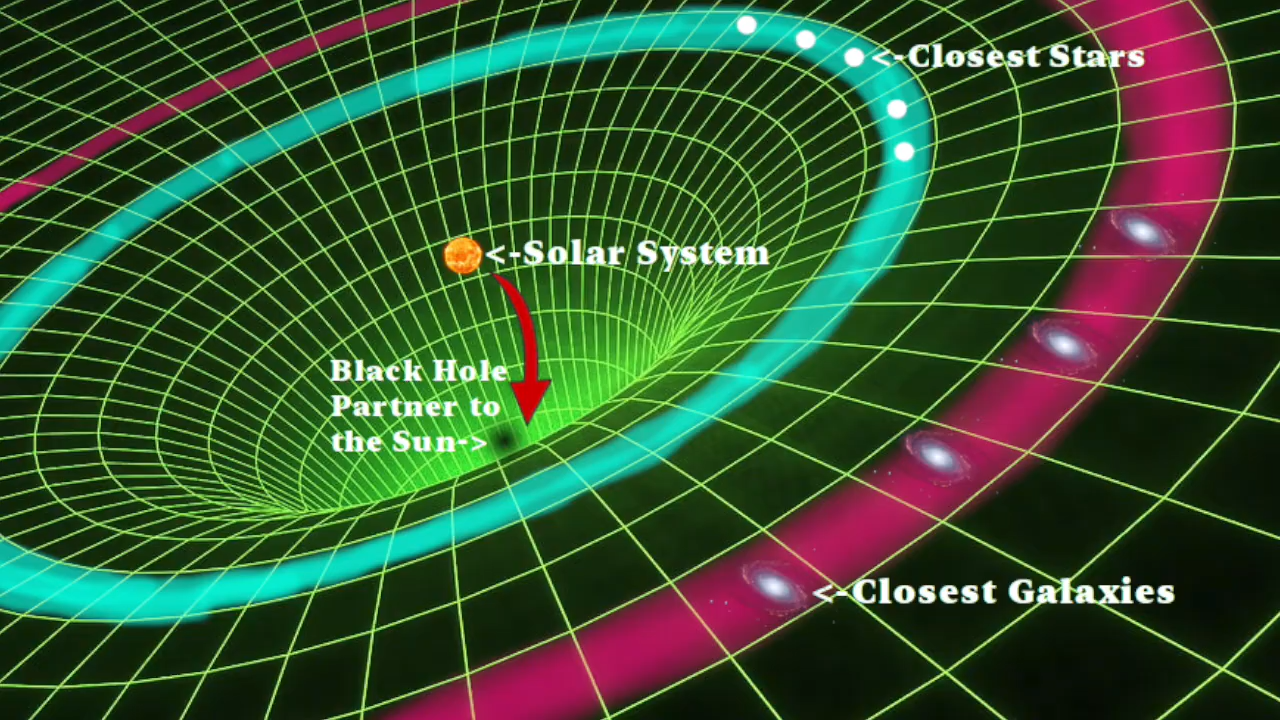 <-Closest Stars
<-Solar System
Black Hole
Partner to
the Sun->
<-Closest Galaxies